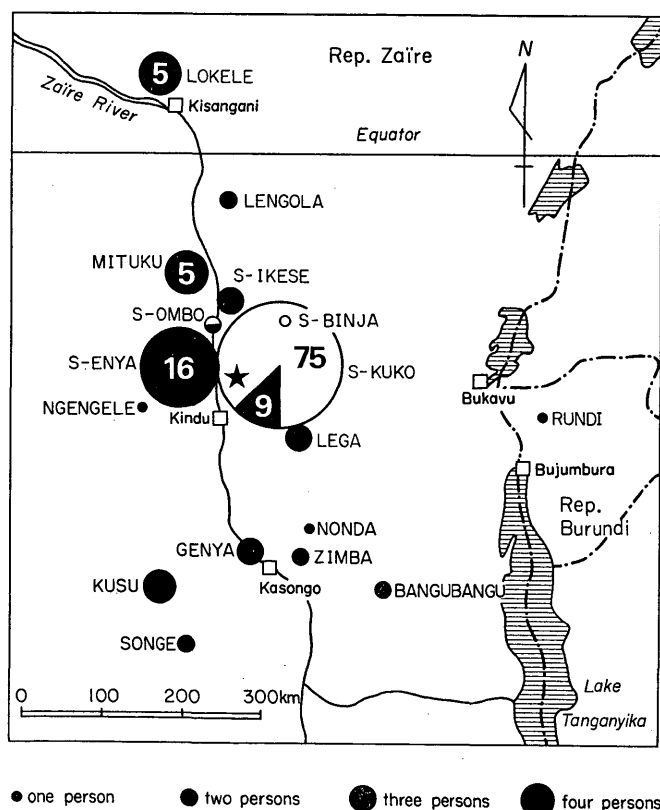 Rep. Zaïre
N
5 LOKELE
Zaïre River
Kisangani
Equator
LENGOLA
MITUKU 5
S-IKESE
S-OMBO
S-BINJA
S-ENYA 16
75
S-KUKO
9
NGENGELE
Kindu
LEGA
Bukavu
RUNDI
Bujumbura
Rep.
Burundi
NONDA
GENYA
ZIMBA
Kasongo
KUSU
BANGUBANGU
SONGE
0 100 200 300km
Lake
Tanganyika
one person two persons three persons four persons